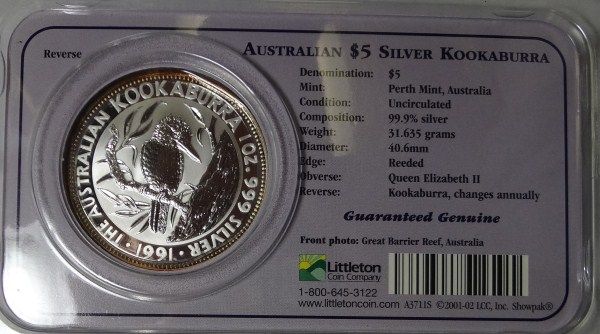 Reverse
AUSTRALIAN $5 SILVER KOOKABURRA
Denomination: $5
Mint: Perth Mint, Australia
Condition: Uncirculated
Composition: 99.9% silver
Weight: 31.635 grams
Diameter: 40.6mm
Edge: Reeded
Obverse: Queen Elizabeth II
Reverse: Kookaburra, changes annually
Guaranteed Genuine
Front photo: Great Barrier Reef, Australia
THE AUSTRALIAN KOOKABURRA 1 OZ. 999 SILVER · 1991 ·
Littleton
Coin Company
1-800-645-3122
www.littletoncoin.com
A3711S ©2001-02 LCC, Inc. Showpak®